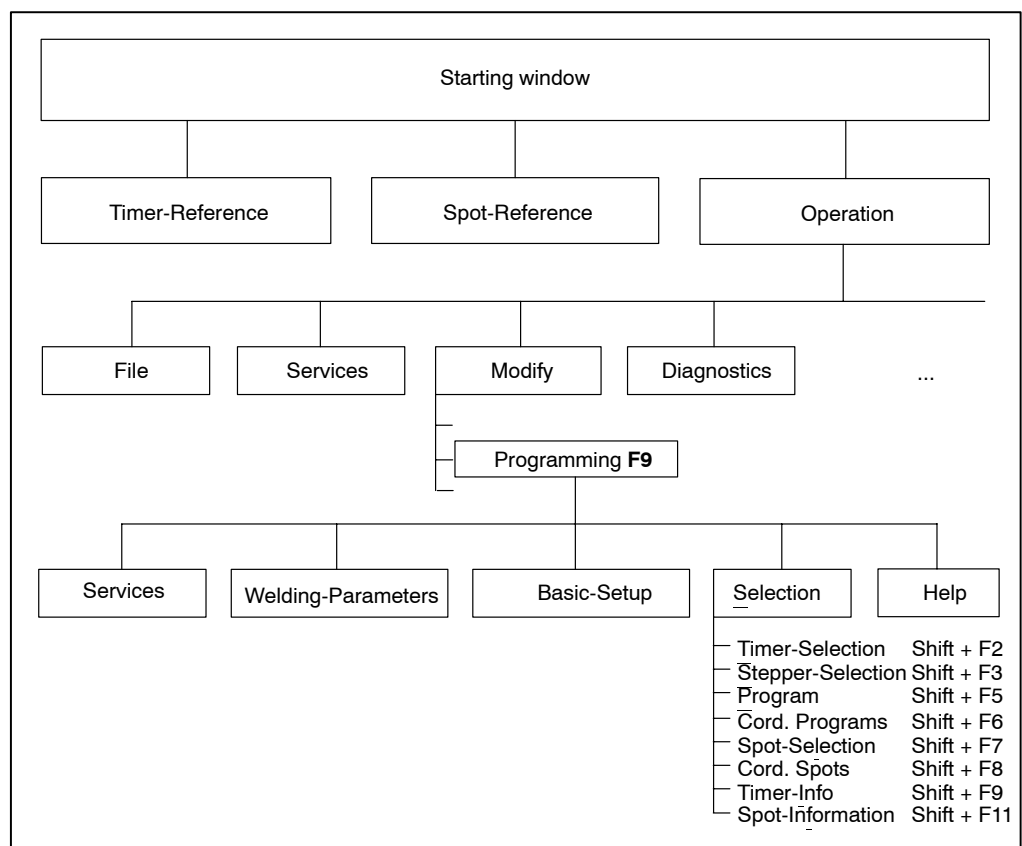 Starting window
Timer-Reference
Spot-Reference
Operation
File
Services
Modify
Diagnostics
...
Programming F9
Services
Welding-Parameters
Basic-Setup
Selection
Help
Timer-Selection Shift + F2
Stepper-Selection Shift + F3
Program Shift + F5
Cord. Programs Shift + F6
Spot-Selection Shift + F7
Cord. Spots Shift + F8
Timer-Info Shift + F9
Spot-Information Shift + F11